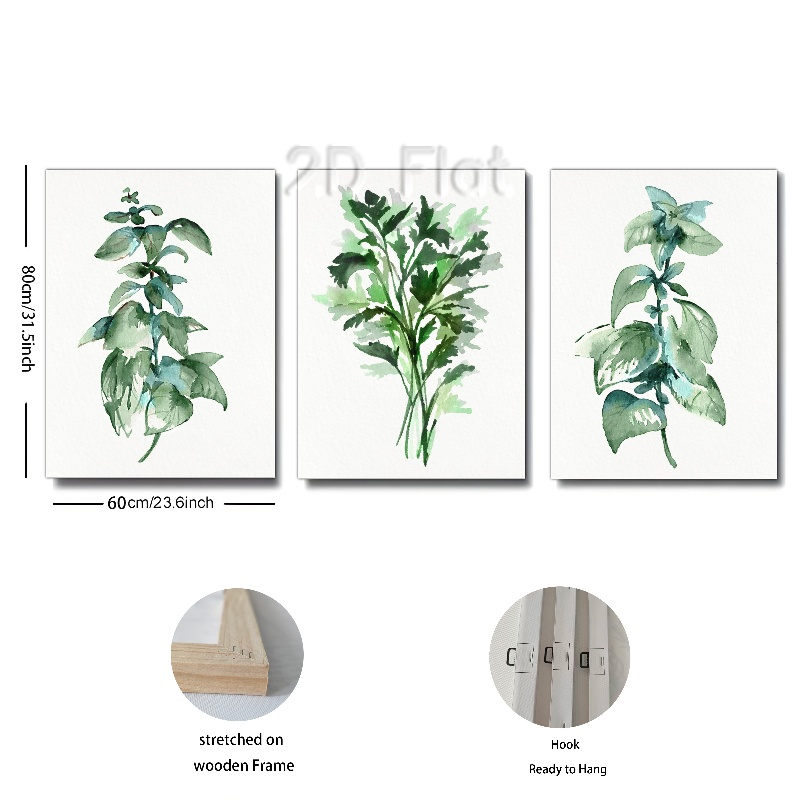 2D Flat
80cm/31.5inch
60cm/23.6inch
stretched on
wooden Frame
Hook
Ready to Hang